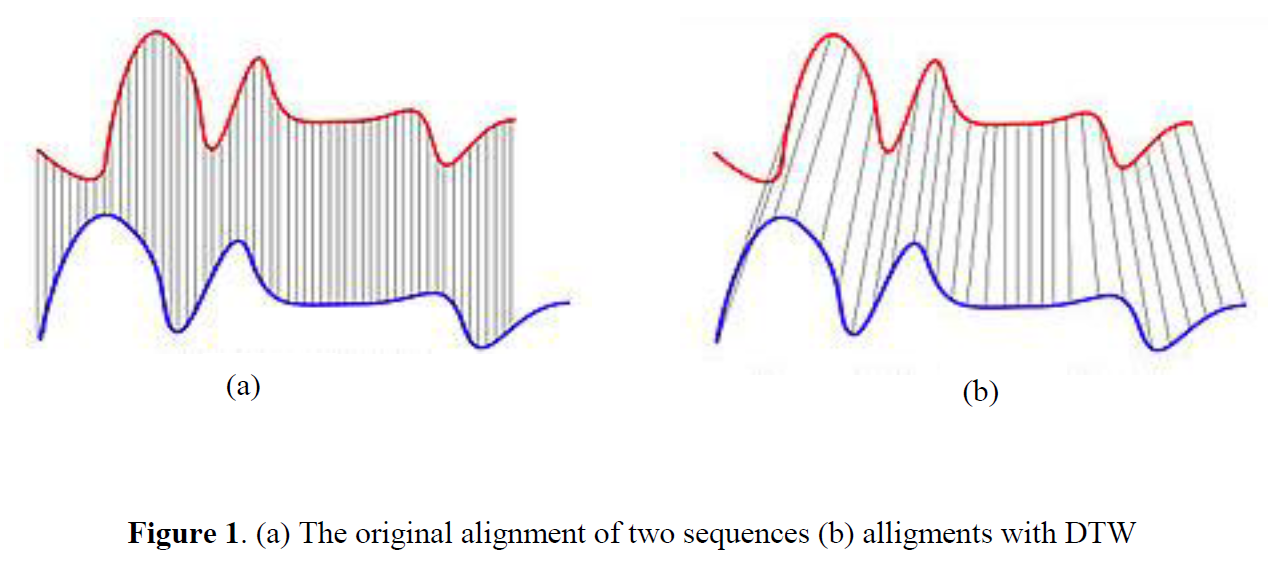 (a)
(b)
Figure 1. (a) The original alignment of two sequences (b) alligments with DTW